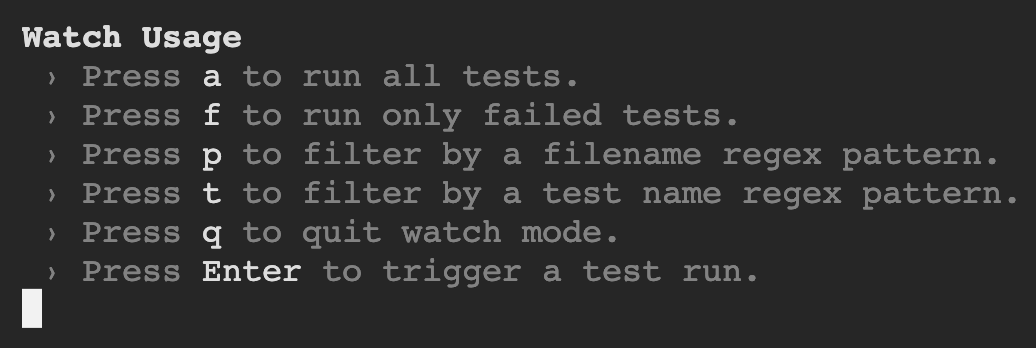 Watch Usage
› Press a to run all tests.
› Press f to run only failed tests.
› Press p to filter by a filename regex pattern.
› Press t to filter by a test name regex pattern.
› Press q to quit watch mode.
› Press Enter to trigger a test run.